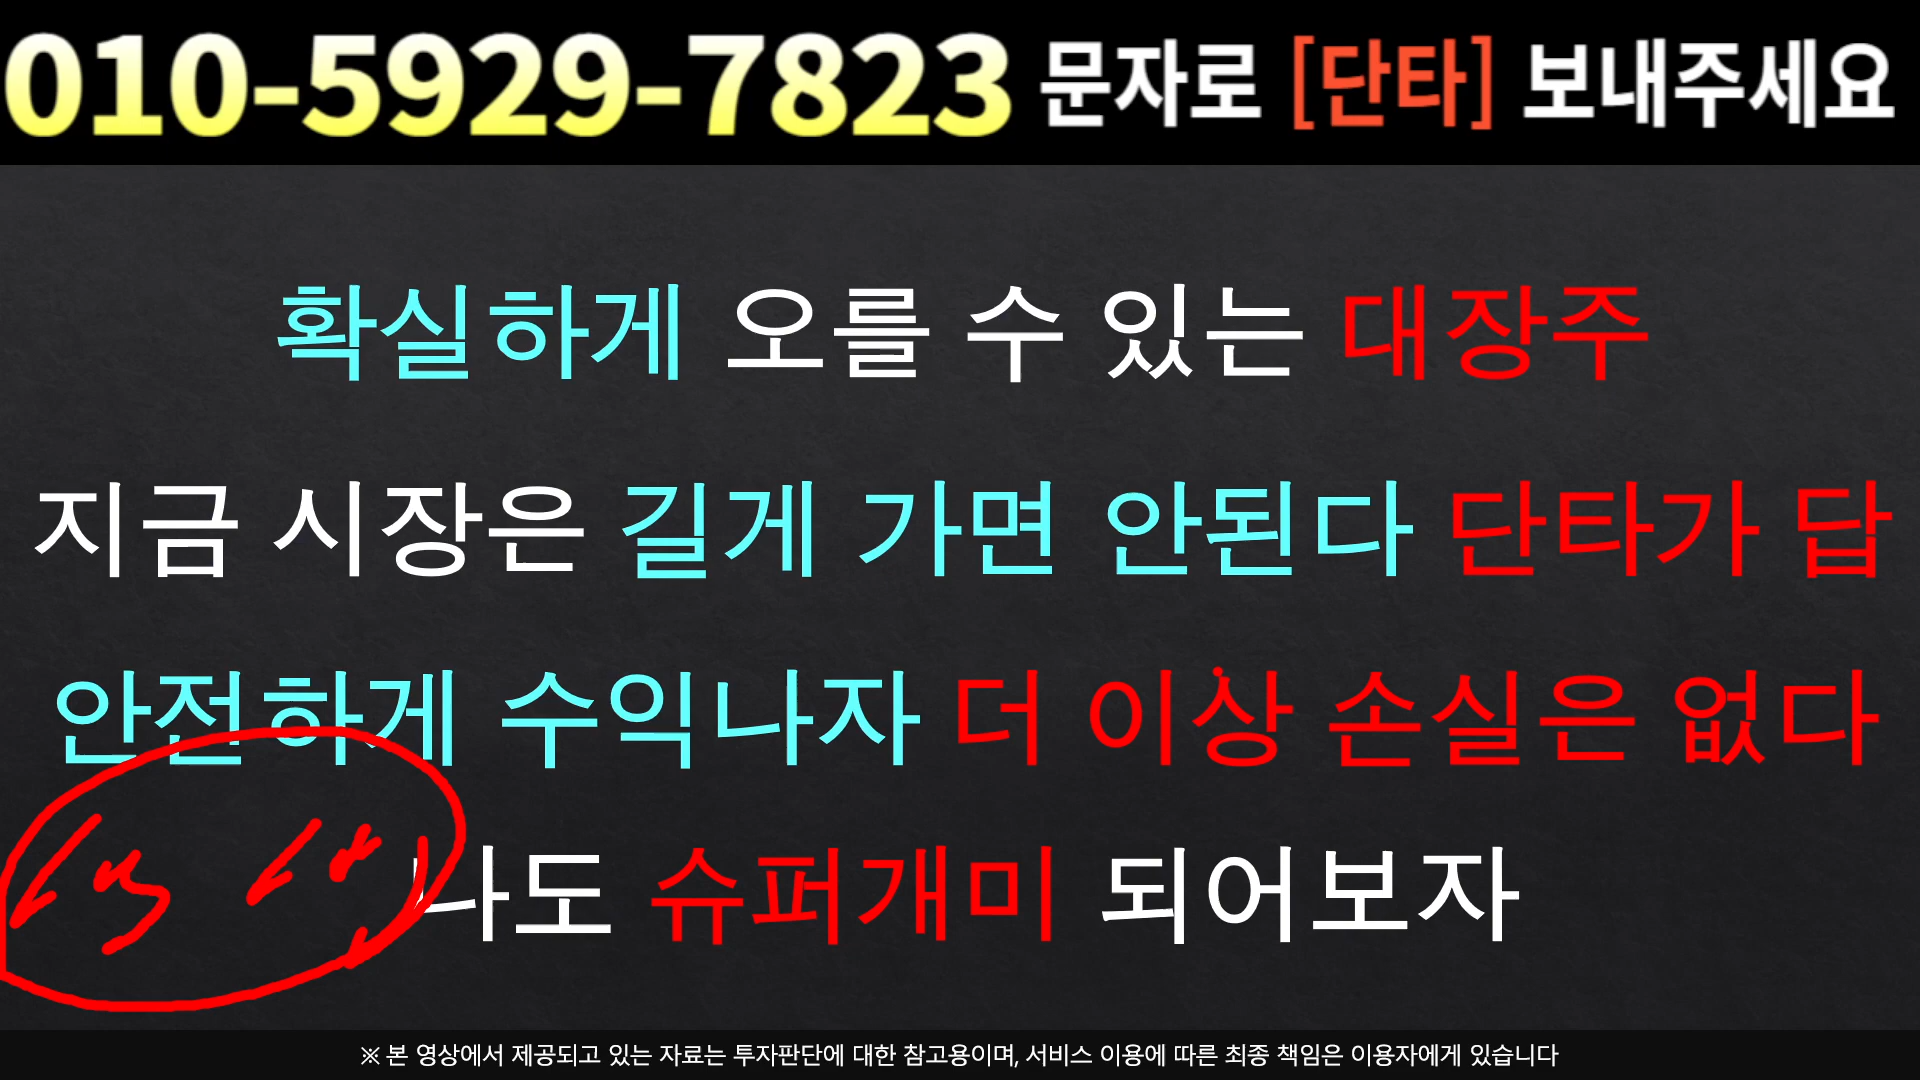 010-5929-7823 문자로 [단타] 보내주세요
확실하게 오를 수 있는 대장주
지금 시장은 길게 가면 안된다 단타가 답
안전하게 수익나자 더 이상 손실은 없다
나도 슈퍼개미 되어보자
※ 본 영상에서 제공되고 있는 자료는 투자판단에 대한 참고용이며, 서비스 이용에 따른 최종 책임은 이용자에게 있습니다